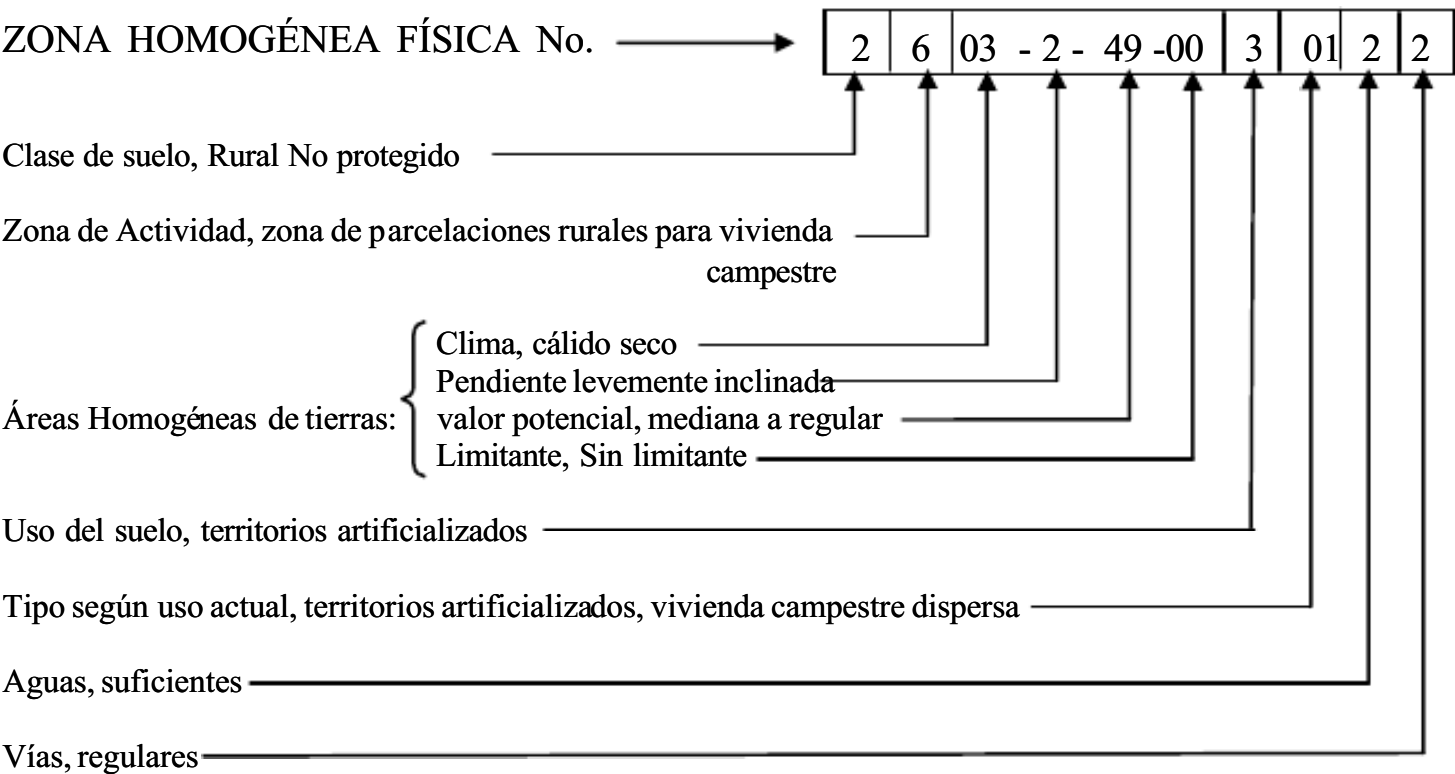 ZONA HOMOGÉNEA FÍSICA No. 2 6 03 - 2 - 49 -00 3 01 2 2
Clase de suelo, Rural No protegido
Zona de Actividad, zona de parcelaciones rurales para vivienda
campestre
Clima, cálido seco
Pendiente levemente inclinada
Áreas Homogéneas de tierras: valor potencial, mediana a regular
Limitante, Sin limitante
Uso del suelo, territorios artificializados
Tipo según uso actual, territorios artificializados, vivienda campestre dispersa
Aguas, suficientes
Vías, regulares